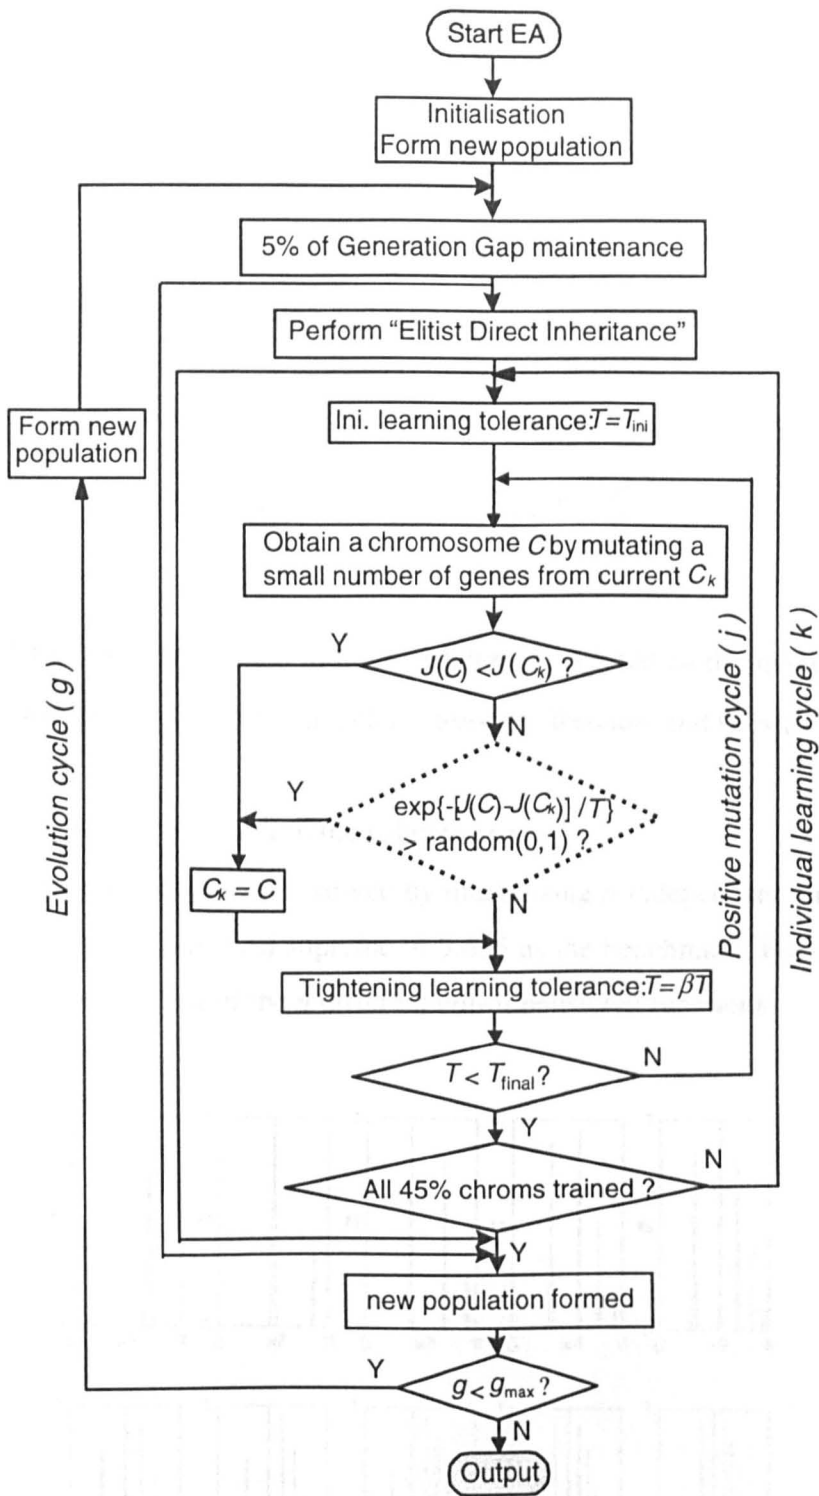 Start EA
Initialisation
Form new population
5% of Generation Gap maintenance
Perform “Elitist Direct Inheritance”
Form new
population
Ini. learning tolerance:T=T_ini
Obtain a chromosome C by mutating a
small number of genes from current C_k
Y
J(C) <J(C_k) ?
N
Y
exp{-[J(C)-J(C_k)] /T}
> random(0,1) ?
C_k = C
N
Tightening learning tolerance:T=βT
T < T_final?
N
Y
All 45% chroms trained ?
N
Y
new population formed
Y
g < g_max ?
N
Output
Evolution cycle ( g )
Positive mutation cycle ( j )
Individual learning cycle ( k )